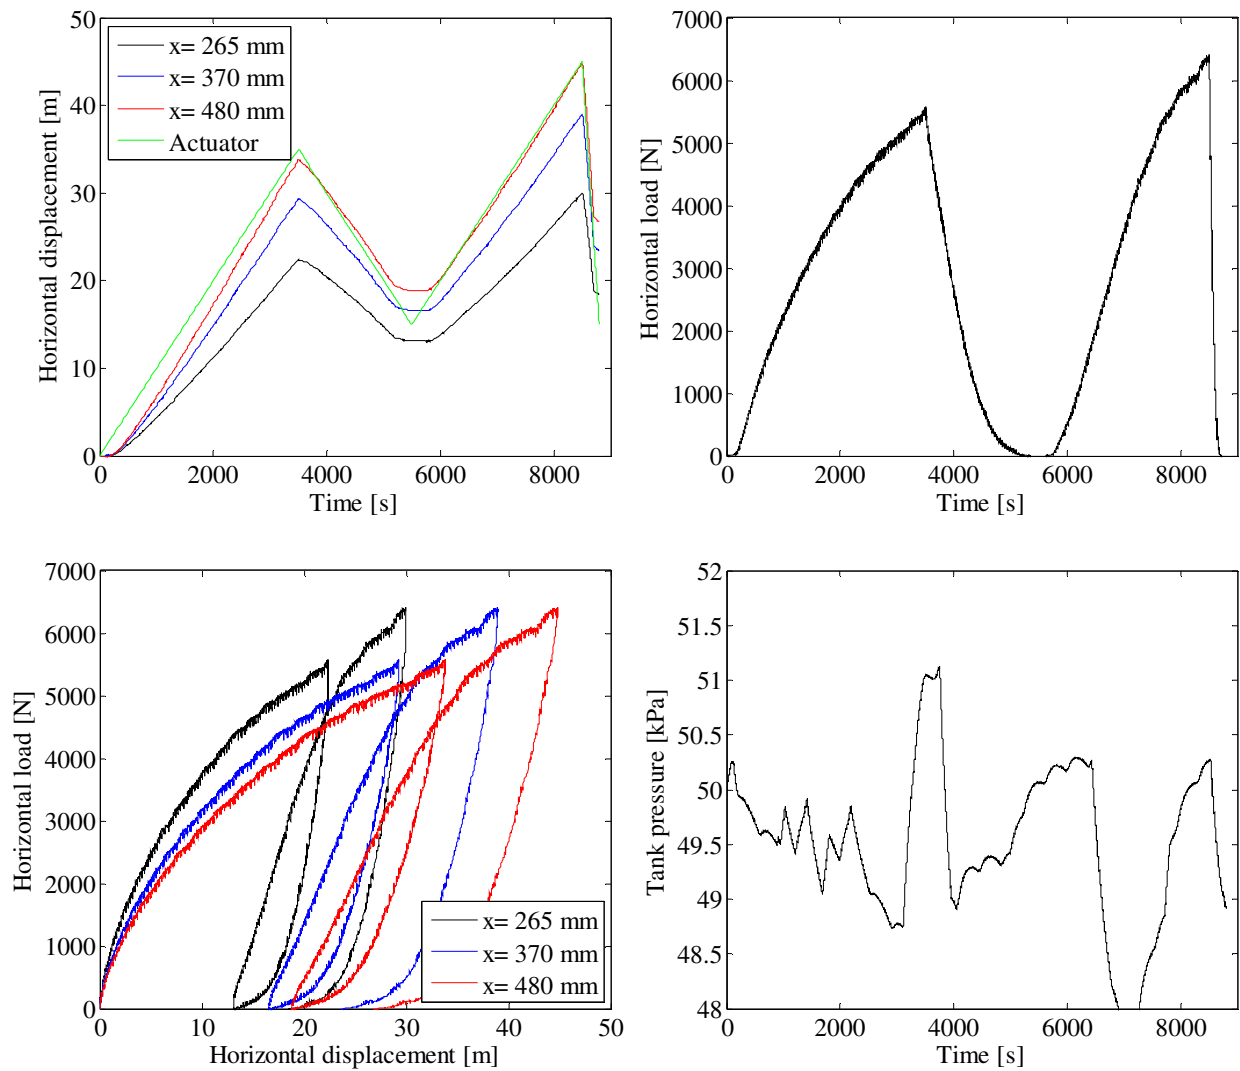 50
40
30
20
10
0
Horizontal displacement [m]
x= 265 mm
x= 370 mm
x= 480 mm
Actuator
0 2000 4000 6000 8000
Time [s]
7000
6000
5000
4000
3000
2000
1000
0
Horizontal load [N]
0 2000 4000 6000 8000
Time [s]
7000
6000
5000
4000
3000
2000
1000
0
Horizontal load [N]
x= 265 mm
x= 370 mm
x= 480 mm
0 10 20 30 40 50
Horizontal displacement [m]
52
51.5
51
50.5
50
49.5
49
48.5
48
Tank pressure [kPa]
0 2000 4000 6000 8000
Time [s]